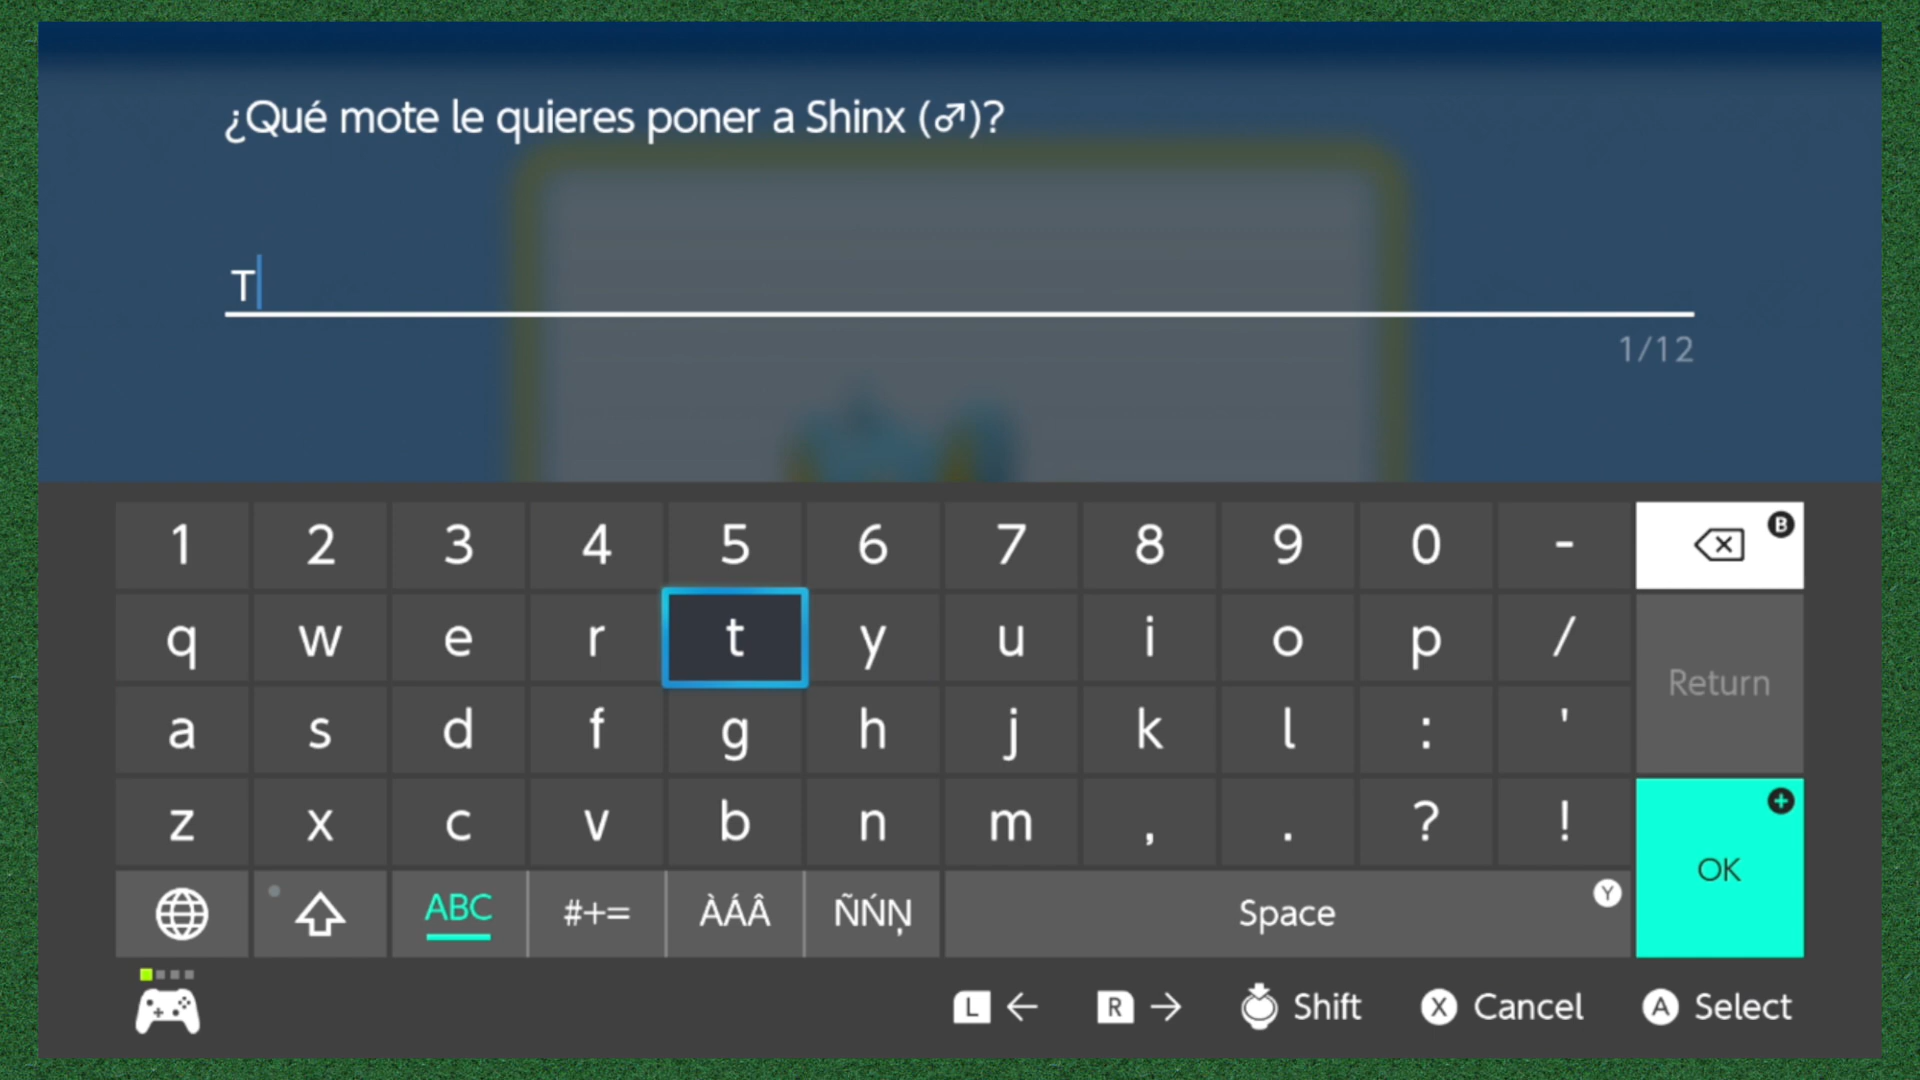 ¿Qué mote le quieres poner a Shinx (♂)?
T
1/12
1 2 3 4 5 6 7 8 9 0 - B
q w e r t y u i o p /
Return
a s d f g h j k l : '
z x c v b n m , . ? ! +
OK
ABC #+= ÀÁÂ ÑŃŅ Space Y
L ← R → Shift X Cancel A Select